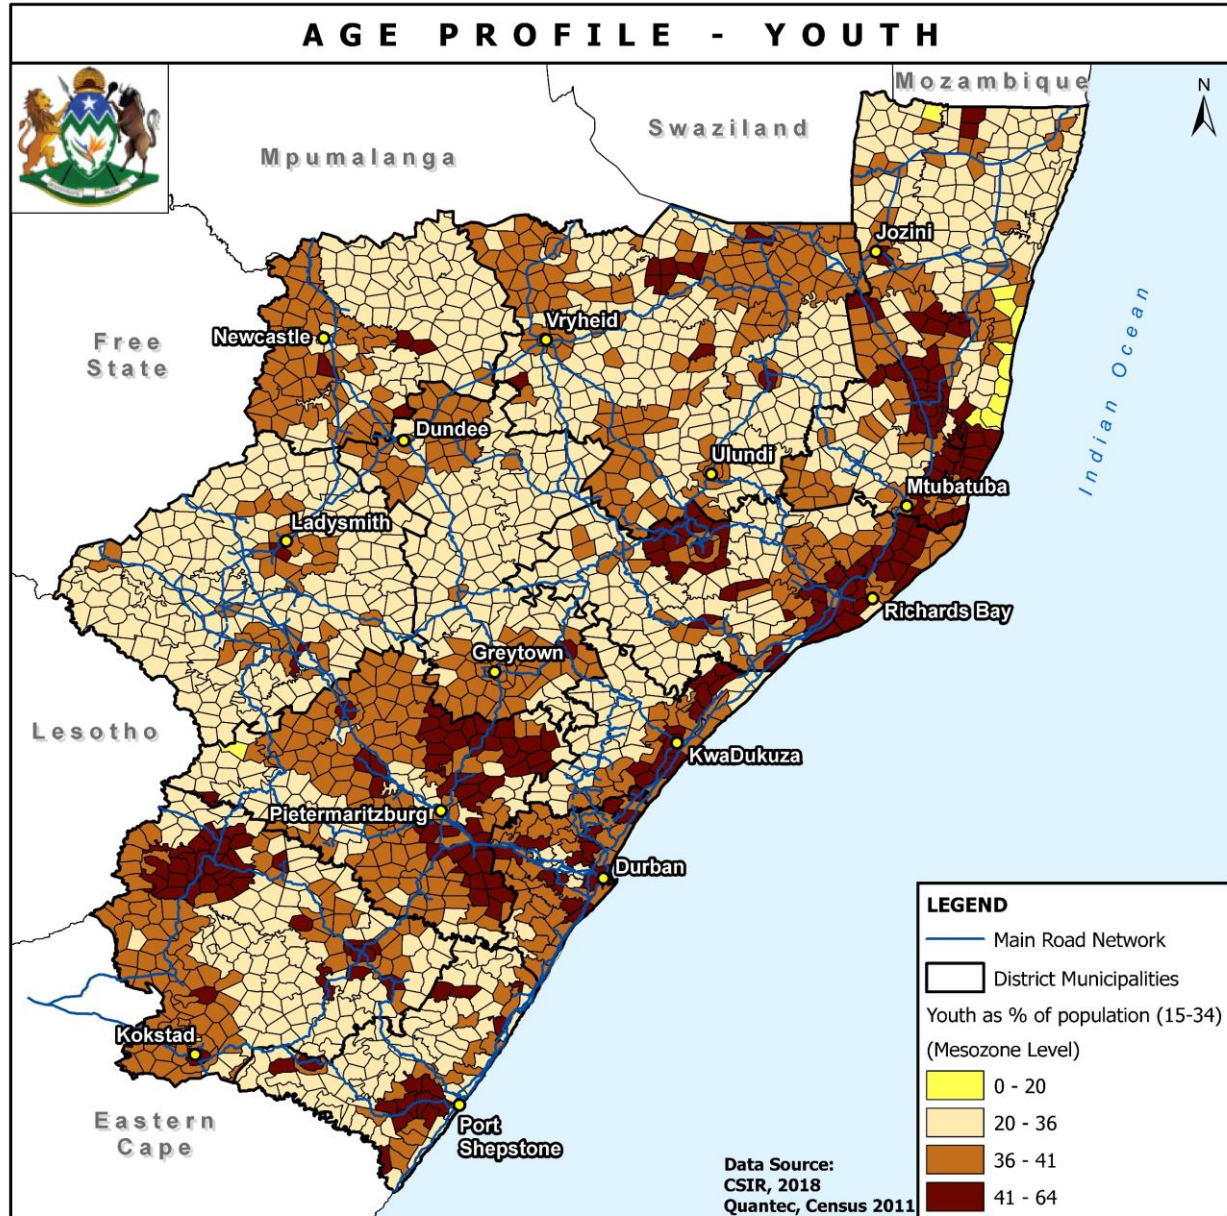 AGE PROFILE - YOUTH
Mozambique
N
Swaziland
Mpumalanga
Jozini
Free
State
Newcastle
Vryheid
Indian Ocean
Dundee
Ulundi
Mtubatuba
Ladysmith
Richards Bay
Greytown
Lesotho
KwaDukuza
Pietermaritzburg
Durban
Kokstad
Eastern
Cape
Port
Shepstone
LEGEND
Main Road Network
District Municipalities
Youth as % of population (15-34)
(Mesozone Level)
0 - 20
20 - 36
36 - 41
41 - 64
Data Source:
CSIR, 2018
Quantec, Census 2011